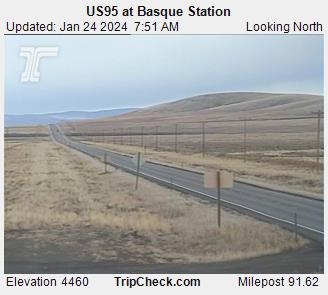 US95 at Basque Station
Updated: Jan 24 2024 7:51 AM Looking North
Elevation 4460 TripCheck.com Milepost 91.62